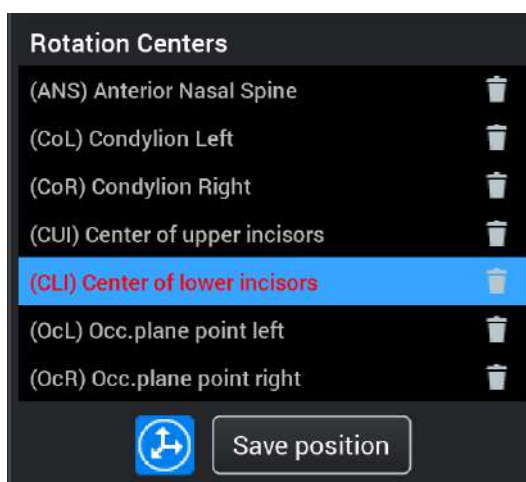 Rotation Centers
(ANS) Anterior Nasal Spine
(CoL) Condylion Left
(CoR) Condylion Right
(CUI) Center of upper incisors
(CLI) Center of lower incisors
(OcL) Occ.plane point left
(OcR) Occ.plane point right
Save position